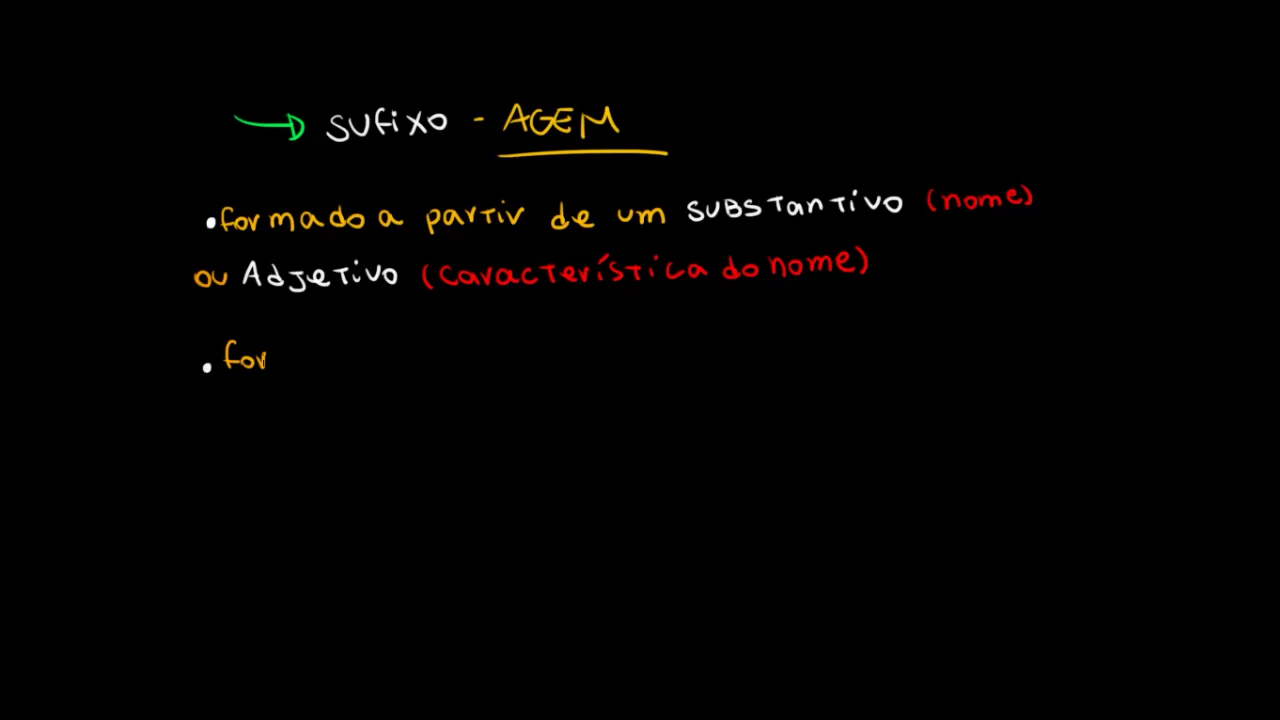 sufixo - AGEM
• formado a partir de um SUBSTantivo (nome)
ou Adjetivo (Característica do nome)
• for